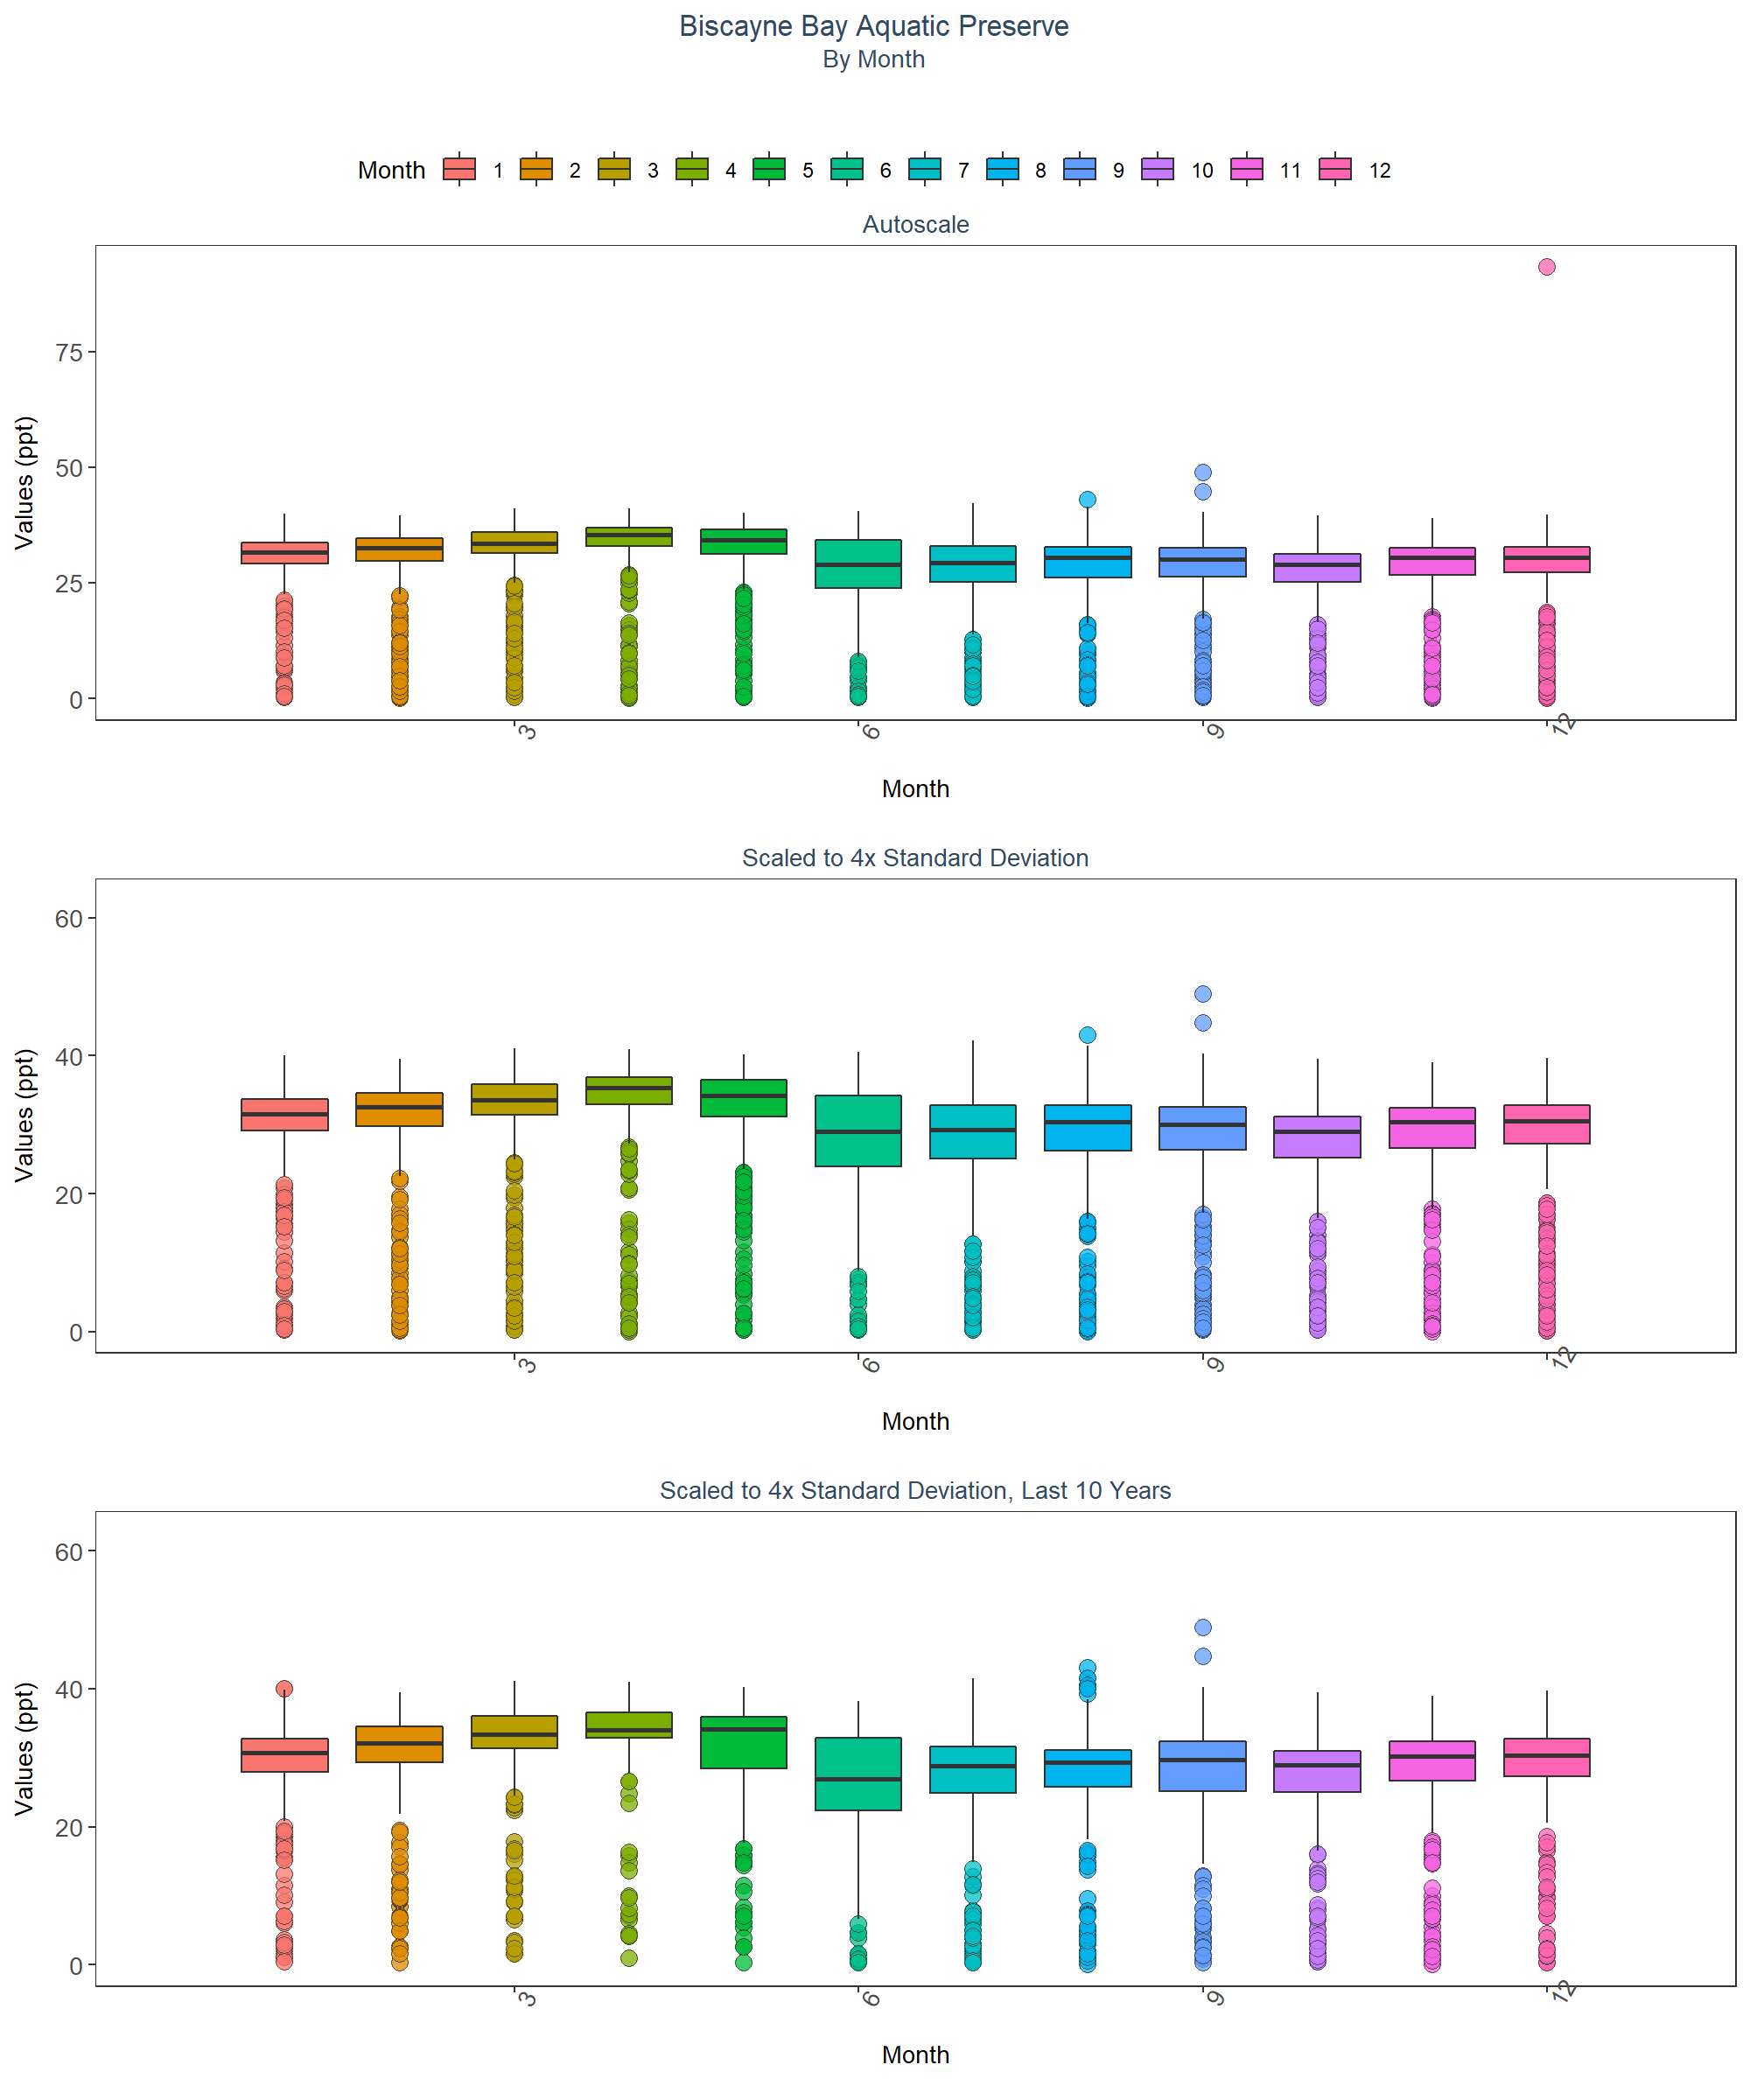 Biscayne Bay Aquatic Preserve
By Month
Month 1 2 3 4 5 6 7 8 9 10 11 12
Autoscale
Values (ppt)
75
50
25
0
3 6 9 12
Month
Scaled to 4x Standard Deviation
Values (ppt)
60
40
20
0
3 6 9 12
Month
Scaled to 4x Standard Deviation, Last 10 Years
Values (ppt)
60
40
20
0
3 6 9 12
Month